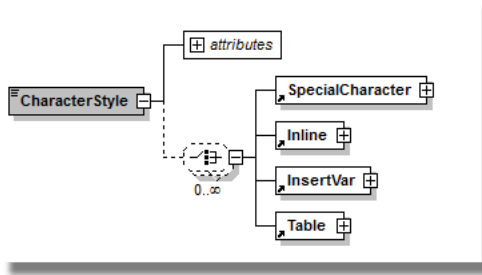 attributes
CharacterStyle
SpecialCharacter
Inline
0..∞
InsertVar
Table